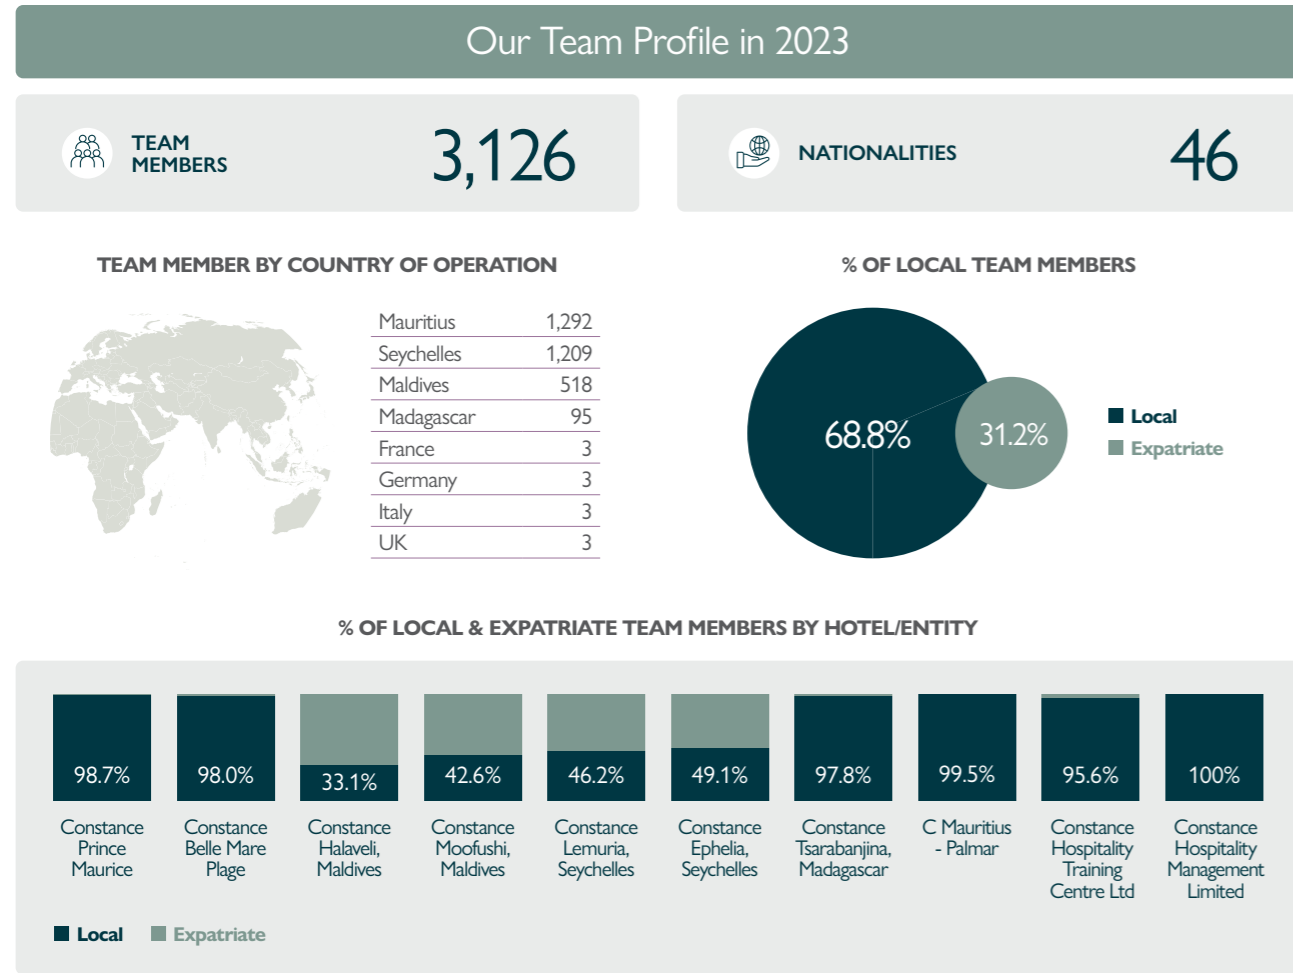 Our Team Profile in 2023
TEAM
MEMBERS
3,126
NATIONALITIES
46
TEAM MEMBER BY COUNTRY OF OPERATION
Mauritius 1,292
Seychelles 1,209
Maldives 518
Madagascar 95
France 3
Germany 3
Italy 3
UK 3
% OF LOCAL TEAM MEMBERS
68.8%
31.2%
Local
Expatriate
% OF LOCAL & EXPATRIATE TEAM MEMBERS BY HOTEL/ENTITY
98.7%
Constance
Prince
Maurice
98.0%
Constance
Belle Mare
Plage
33.1%
Constance
Halaveli,
Maldives
42.6%
Constance
Moofushi,
Maldives
46.2%
Constance
Lemuria,
Seychelles
49.1%
Constance
Ephelia,
Seychelles
97.8%
Constance
Tsarabanjina,
Madagascar
99.5%
C Mauritius
- Palmar
95.6%
Constance
Hospitality
Training
Centre Ltd
100%
Constance
Hospitality
Management
Limited
Local Expatriate